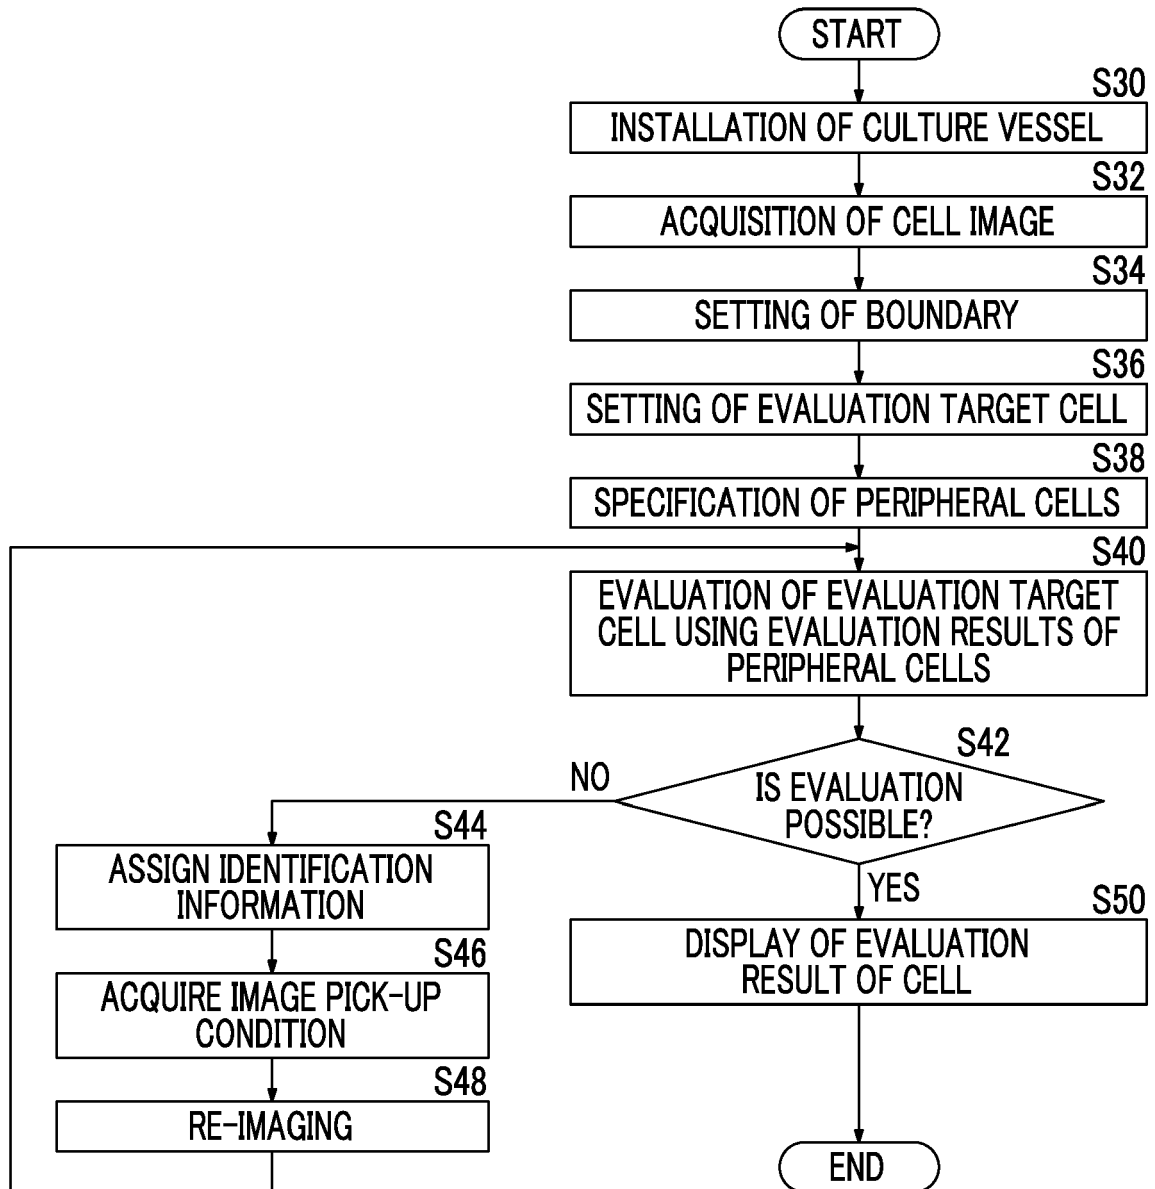 START
S30
INSTALLATION OF CULTURE VESSEL
S32
ACQUISITION OF CELL IMAGE
S34
SETTING OF BOUNDARY
S36
SETTING OF EVALUATION TARGET CELL
S38
SPECIFICATION OF PERIPHERAL CELLS
S40
EVALUATION OF EVALUATION TARGET
CELL USING EVALUATION RESULTS OF
PERIPHERAL CELLS
S42
IS EVALUATION
POSSIBLE?
NO
S44
ASSIGN IDENTIFICATION
INFORMATION
S46
ACQUIRE IMAGE PICK-UP
CONDITION
S48
RE-IMAGING
YES
S50
DISPLAY OF EVALUATION
RESULT OF CELL
END